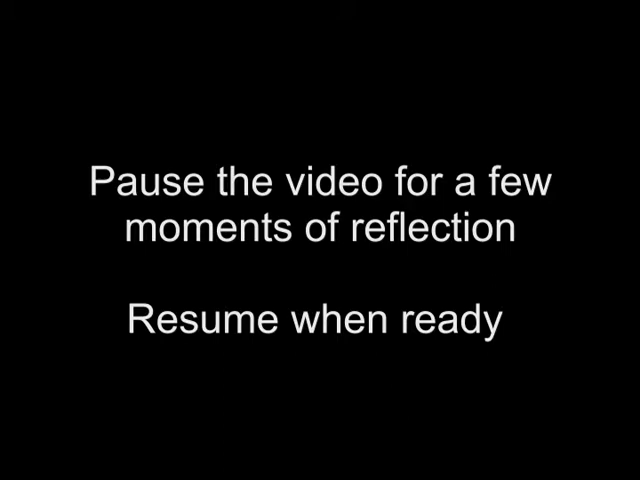 Pause the video for a few
moments of reflection
Resume when ready